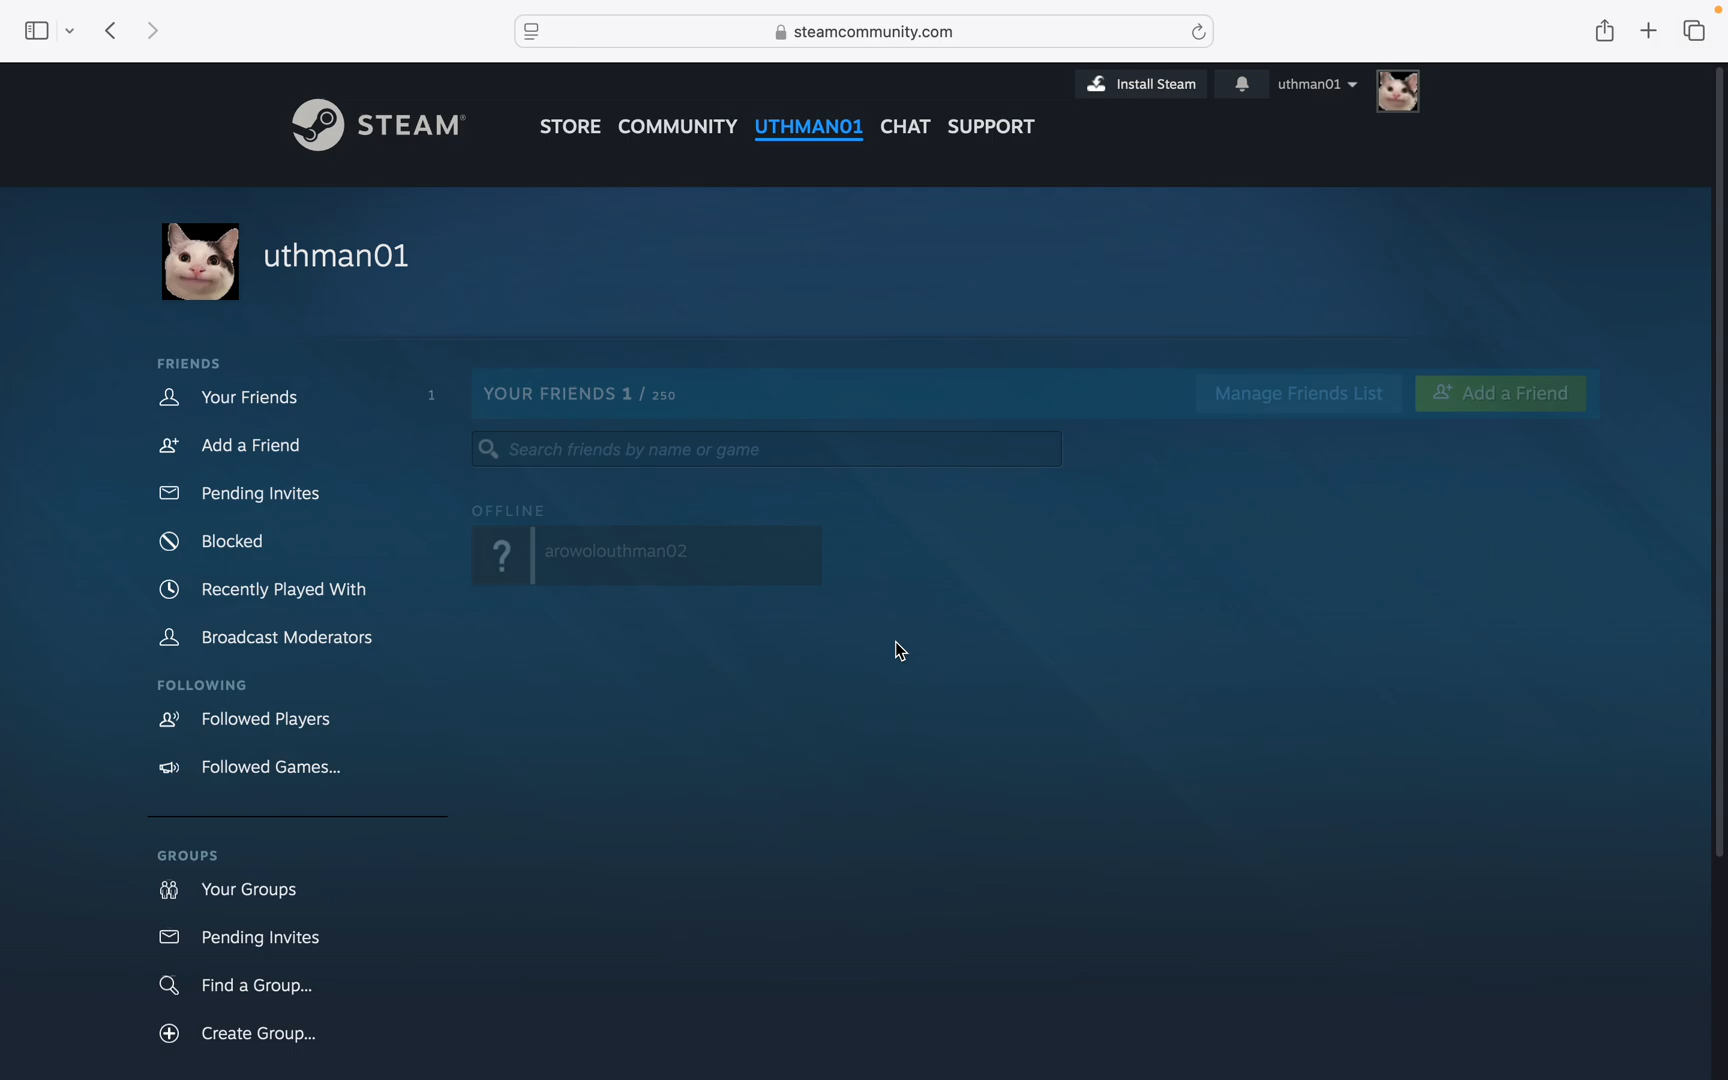 steamcommunity.com
Install Steam
uthman01
STEAM®
STORE COMMUNITY UTHMAN01 CHAT SUPPORT
uthman01
FRIENDS
Your Friends 1
Add a Friend
Pending Invites
Blocked
Recently Played With
Broadcast Moderators
FOLLOWING
Followed Players
Followed Games...
GROUPS
Your Groups
Pending Invites
Find a Group...
Create Group...
YOUR FRIENDS 1 / 250
Manage Friends List
Add a Friend
Search friends by name or game
OFFLINE
? arowolouthman02